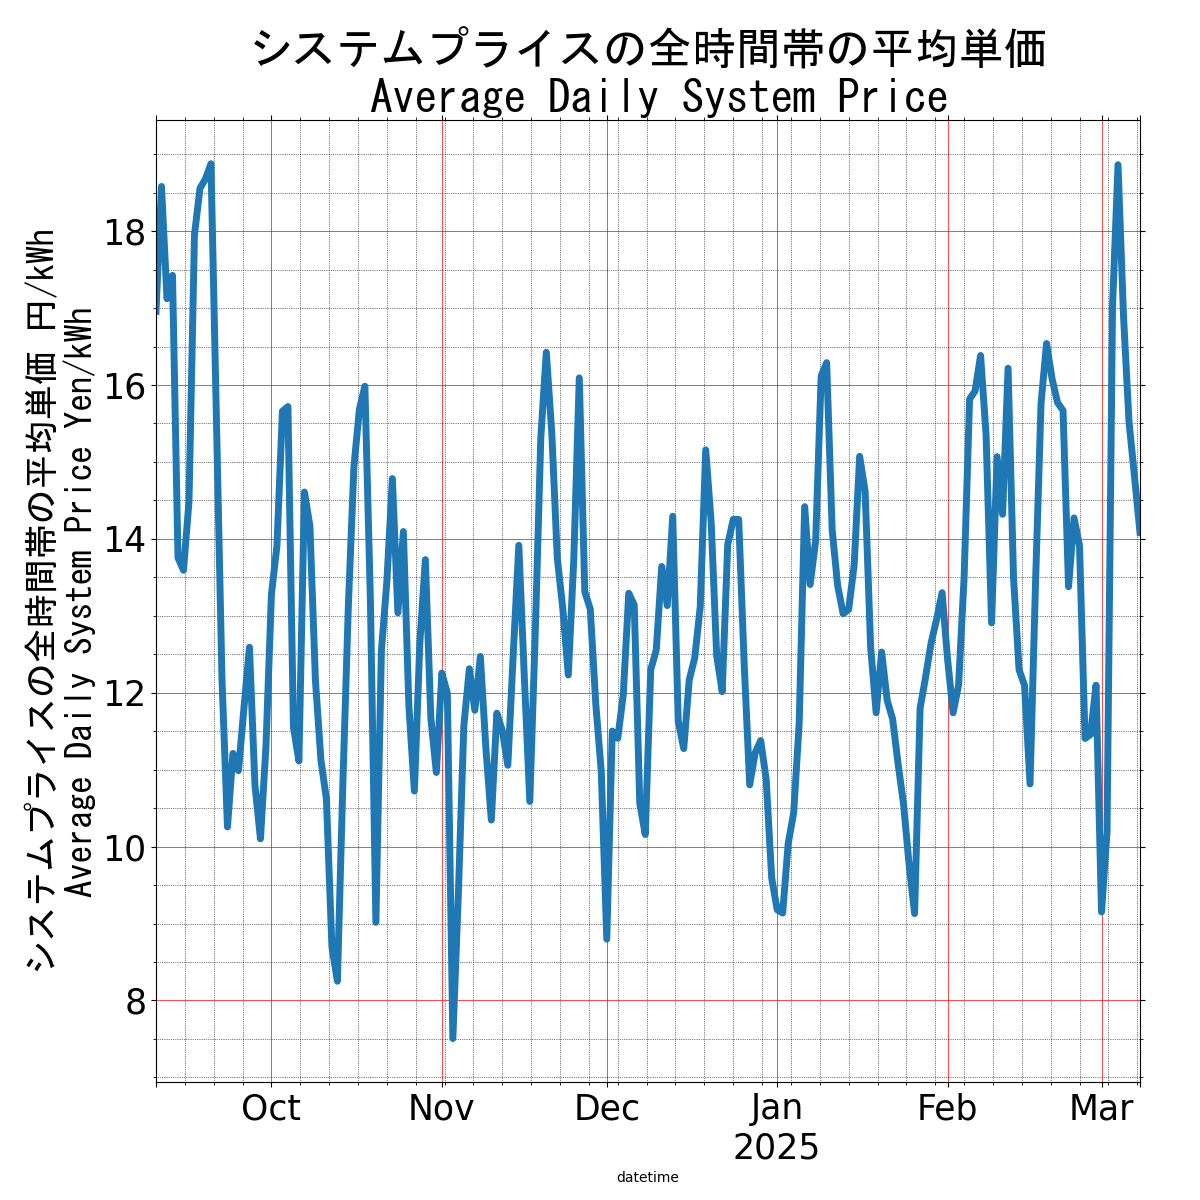 システムプライスの全時間帯の平均単価
Average Daily System Price
システムプライスの全時間帯の平均単価 円/kWh
Average Daily System Price Yen/kWh
18
16
14
12
10
8
Oct
Nov
Dec
Jan
2025
Feb
Mar
datetime